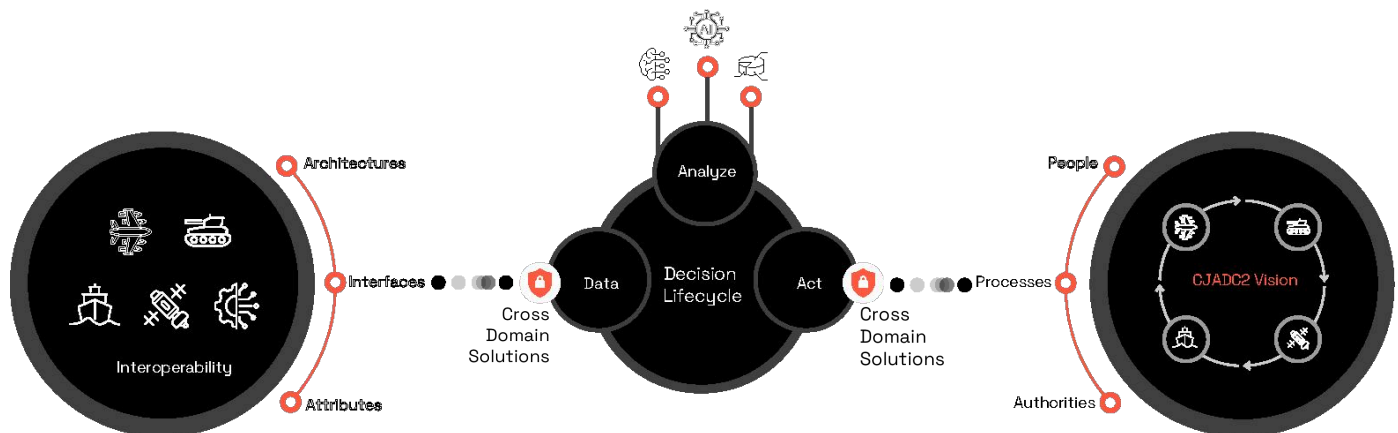 AI
Architectures
Interfaces
Attributes
Interoperability
Cross
Domain
Solutions
Data
Analyze
Decision
Lifecycle
Act
Cross
Domain
Solutions
People
Processes
Authorities
CJADC2 Vision